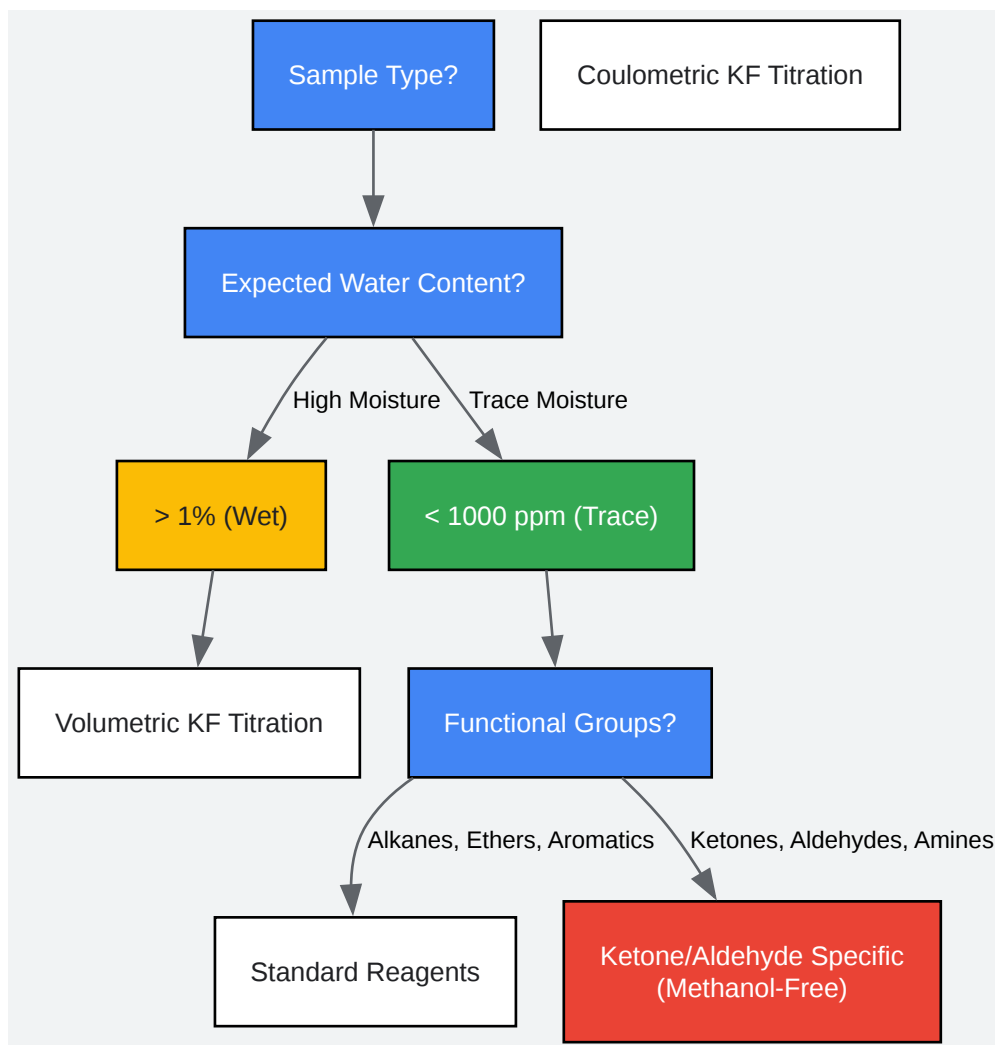 Sample Type?
Coulometric KF Titration
Expected Water Content?
High Moisture
Trace Moisture
> 1% (Wet)
< 1000 ppm (Trace)
Volumetric KF Titration
Functional Groups?
Alkanes, Ethers, Aromatics
Ketones, Aldehydes, Amines
Standard Reagents
Ketone/Aldehyde Specific
(Methanol-Free)